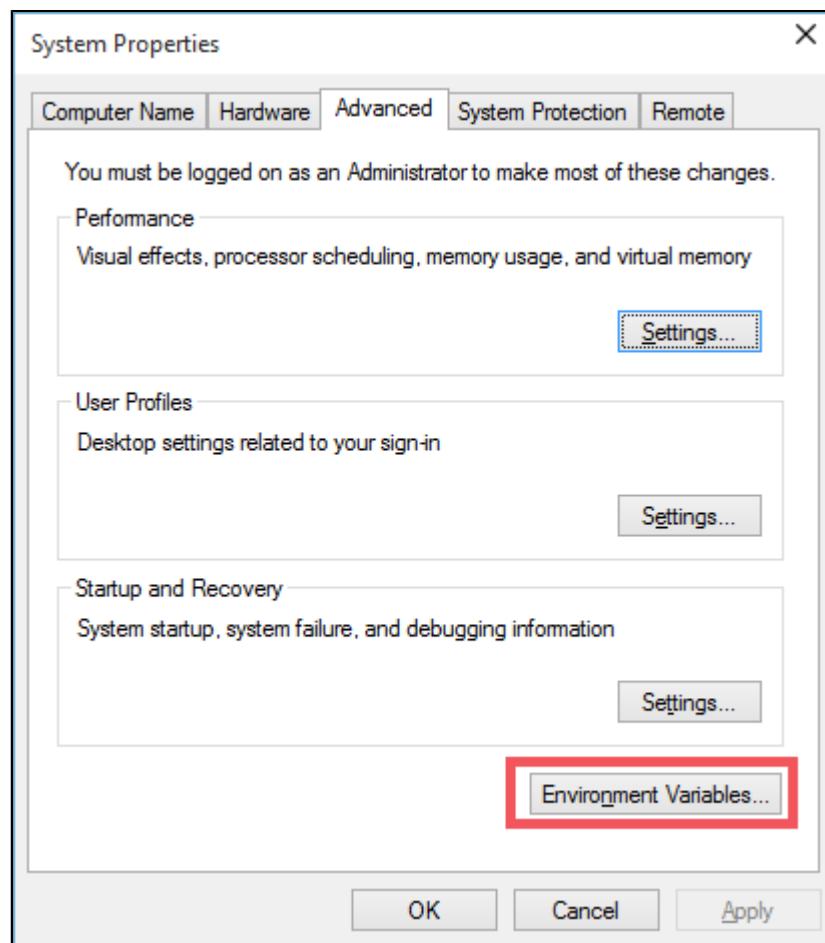 System Properties
Computer Name Hardware Advanced System Protection Remote
You must be logged on as an Administrator to make most of these changes.
Performance
Visual effects, processor scheduling, memory usage, and virtual memory
Settings...
User Profiles
Desktop settings related to your sign-in
Settings...
Startup and Recovery
System startup, system failure, and debugging information
Settings...
Environment Variables...
OK Cancel Apply